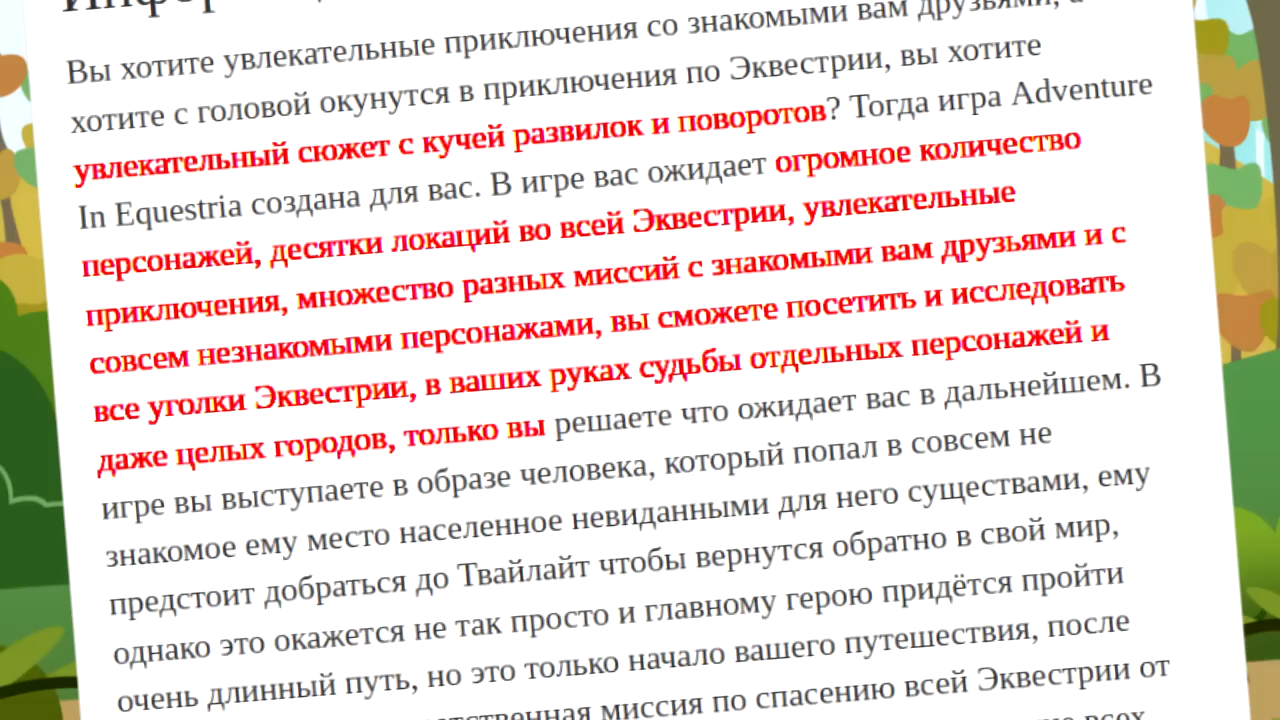 Вы хотите увлекательные приключения со знакомыми вам друзьями,
хотите с головой окунутся в приключения по Эквестрии, вы хотите
увлекательный сюжет с кучей развилок и поворотов? Тогда игра Adventure
In Equestria создана для вас. В игре вас ожидает огромное количество
персонажей, десятки локаций во всей Эквестрии, увлекательные
приключения, множество разных миссий с знакомыми вам друзьями и с
совсем незнакомыми персонажами, вы сможете посетить и исследовать
все уголки Эквестрии, в ваших руках судьбы отдельных персонажей и
даже целых городов, только вы решаете что ожидает вас в дальнейшем. В
игре вы выступаете в образе человека, который попал в совсем не
знакомое ему место населенное невиданными для него существами, ему
предстоит добраться до Твайлайт чтобы вернутся обратно в свой мир,
однако это окажется не так просто и главному герою придётся пройти
очень длинный путь, но это только начало вашего путешествия, после
миссия по спасению всей Эквестрии от
всех